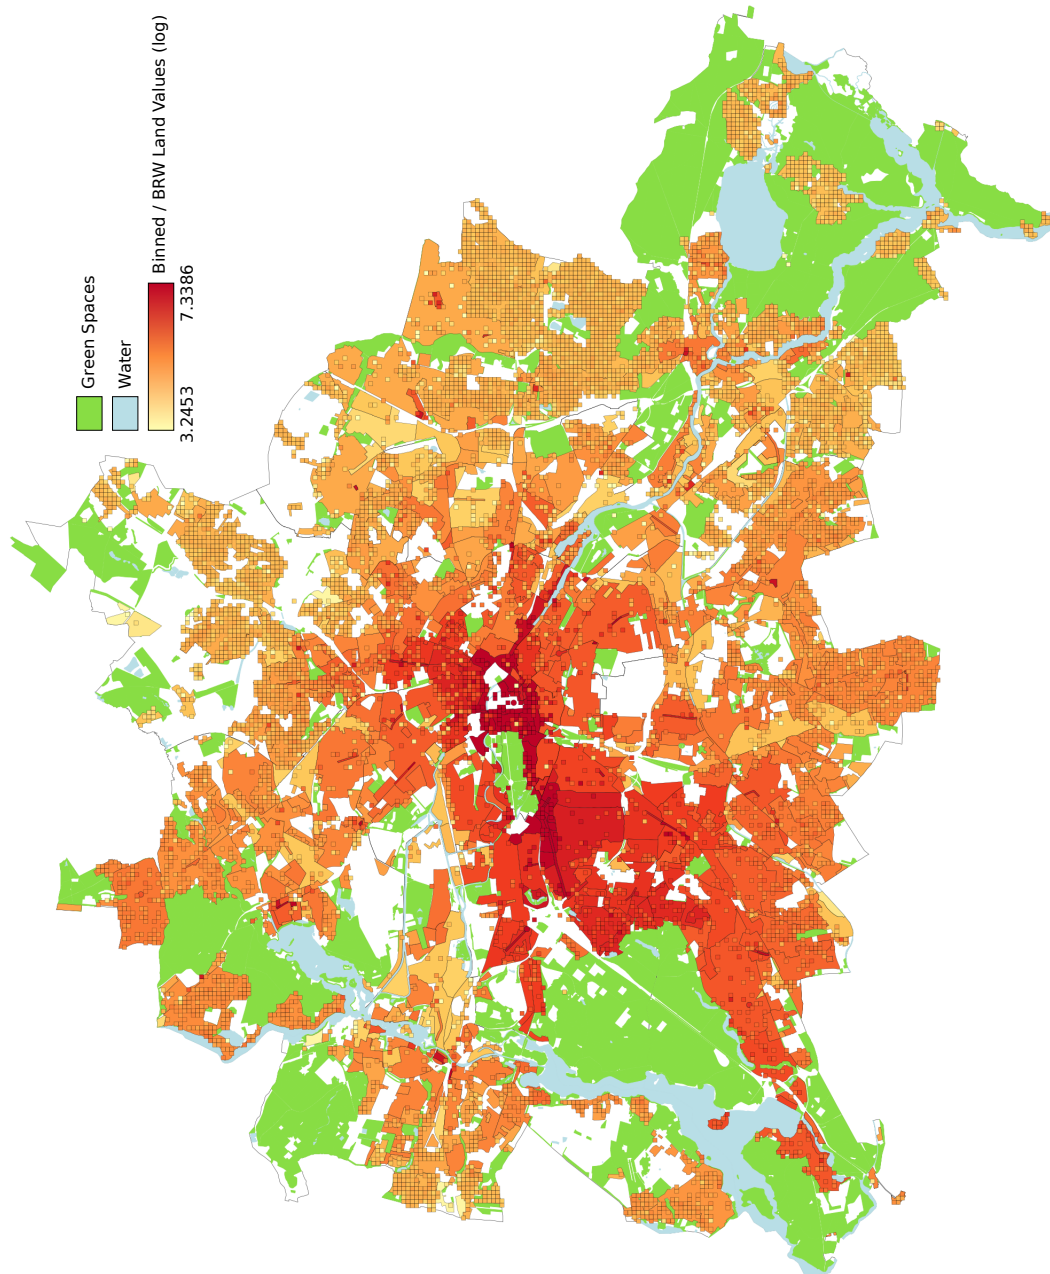 Green Spaces
Water
Binned / BRW Land Values (log)
3.2453
7.3386